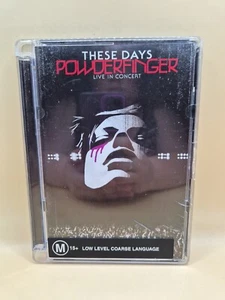 THESE DAYS
POWDERFINGER
LIVE IN CONCERT
M 15+ LOW LEVEL COARSE LANGUAGE